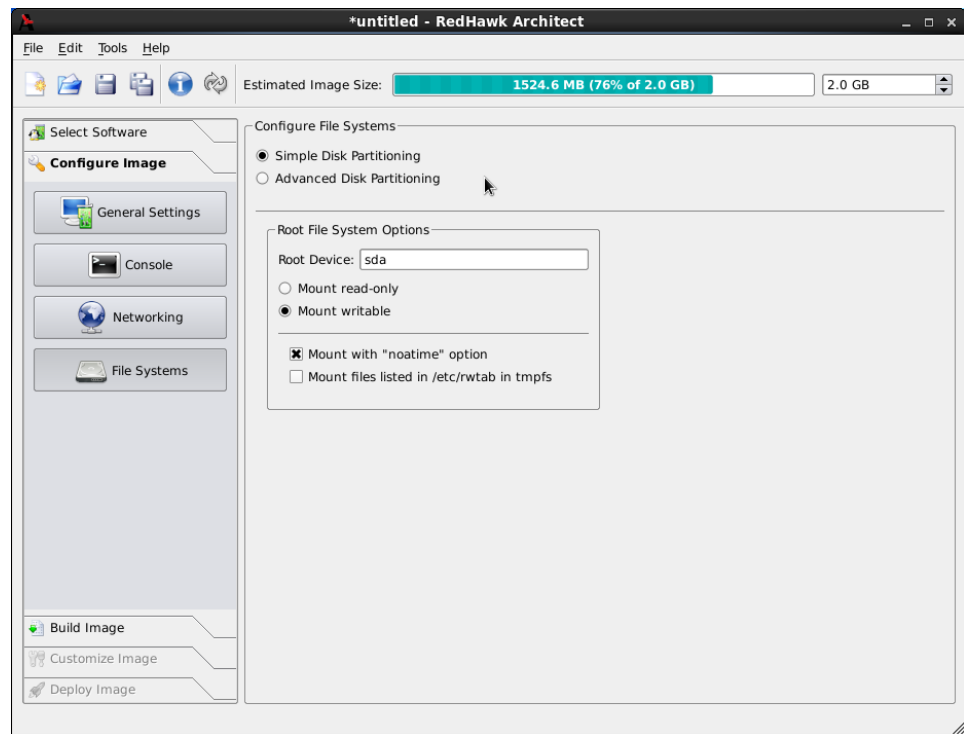 *untitled - RedHawk Architect
File Edit Tools Help
Estimated Image Size: 1524.6 MB (76% of 2.0 GB) 2.0 GB
Select Software
Configure Image
General Settings
Console
Networking
File Systems
Build Image
Customize Image
Deploy Image
Configure File Systems
Simple Disk Partitioning
Advanced Disk Partitioning
Root File System Options
Root Device: sda
Mount read-only
Mount writable
Mount with "noatime" option
Mount files listed in /etc/rwtab in tmpfs